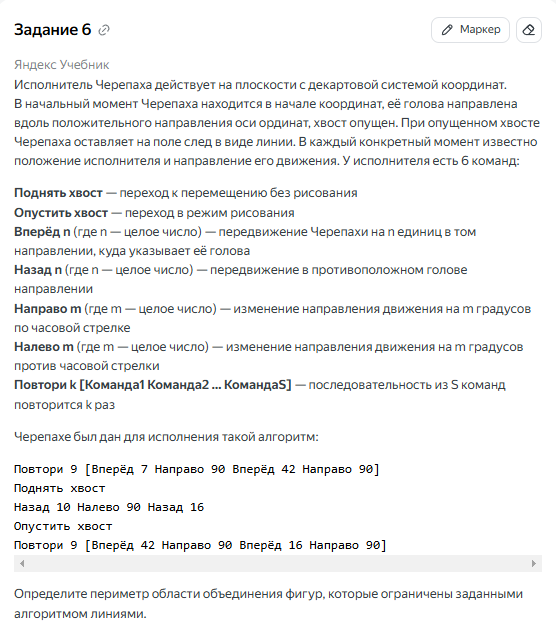 Задание 6
Маркер
Яндекс Учебник
Исполнитель Черепаха действует на плоскости с декартовой системой координат.
В начальный момент Черепаха находится в начале координат, её голова направлена
вдоль положительного направления оси ординат, хвост опущен. При опущенном хвосте
Черепаха оставляет на поле след в виде линии. В каждый конкретный момент известно
положение исполнителя и направление его движения. У исполнителя есть 6 команд:
Поднять хвост — переход к перемещению без рисования
Опустить хвост — переход в режим рисования
Вперёд n (где n — целое число) — передвижение Черепахи на n единиц в том
направлении, куда указывает её голова
Назад n (где n — целое число) — передвижение в противоположном голове
направлении
Направо m (где m — целое число) — изменение направления движения на m градусов
по часовой стрелке
Налево m (где m — целое число) — изменение направления движения на m градусов
против часовой стрелки
Повтори k [Команда1 Команда2 ... КомандаS] — последовательность из S команд
повторится k раз
Черепахе был дан для исполнения такой алгоритм:
Повтори 9 [Вперёд 7 Направо 90 Вперёд 42 Направо 90]
Поднять хвост
Назад 10 Налево 90 Назад 16
Опустить хвост
Повтори 9 [Вперёд 42 Направо 90 Вперёд 16 Направо 90]
Определите периметр области объединения фигур, которые ограничены заданными
алгоритмом линиями.